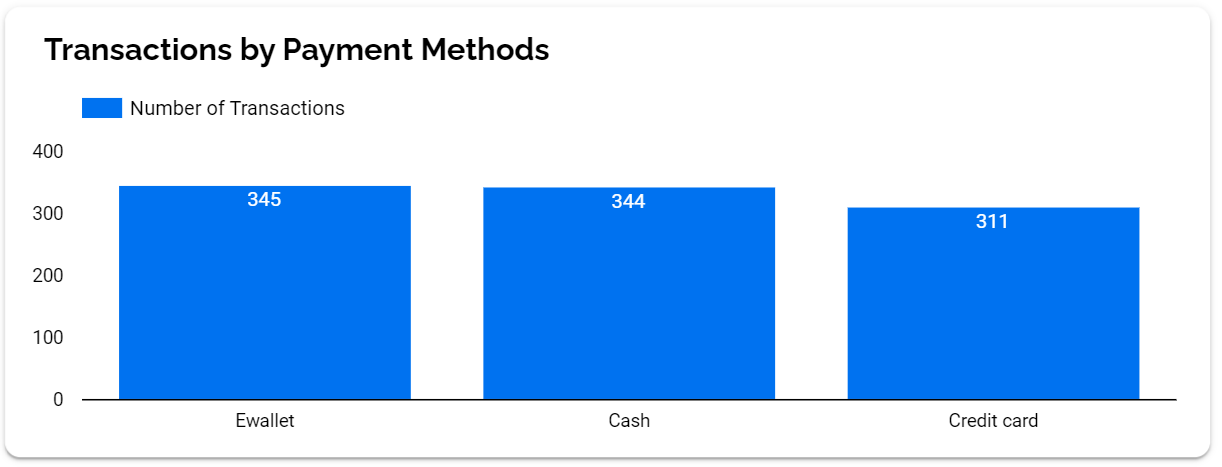 Transactions by Payment Methods
Number of Transactions
400
300
200
100
0
345
344
311
Ewallet
Cash
Credit card